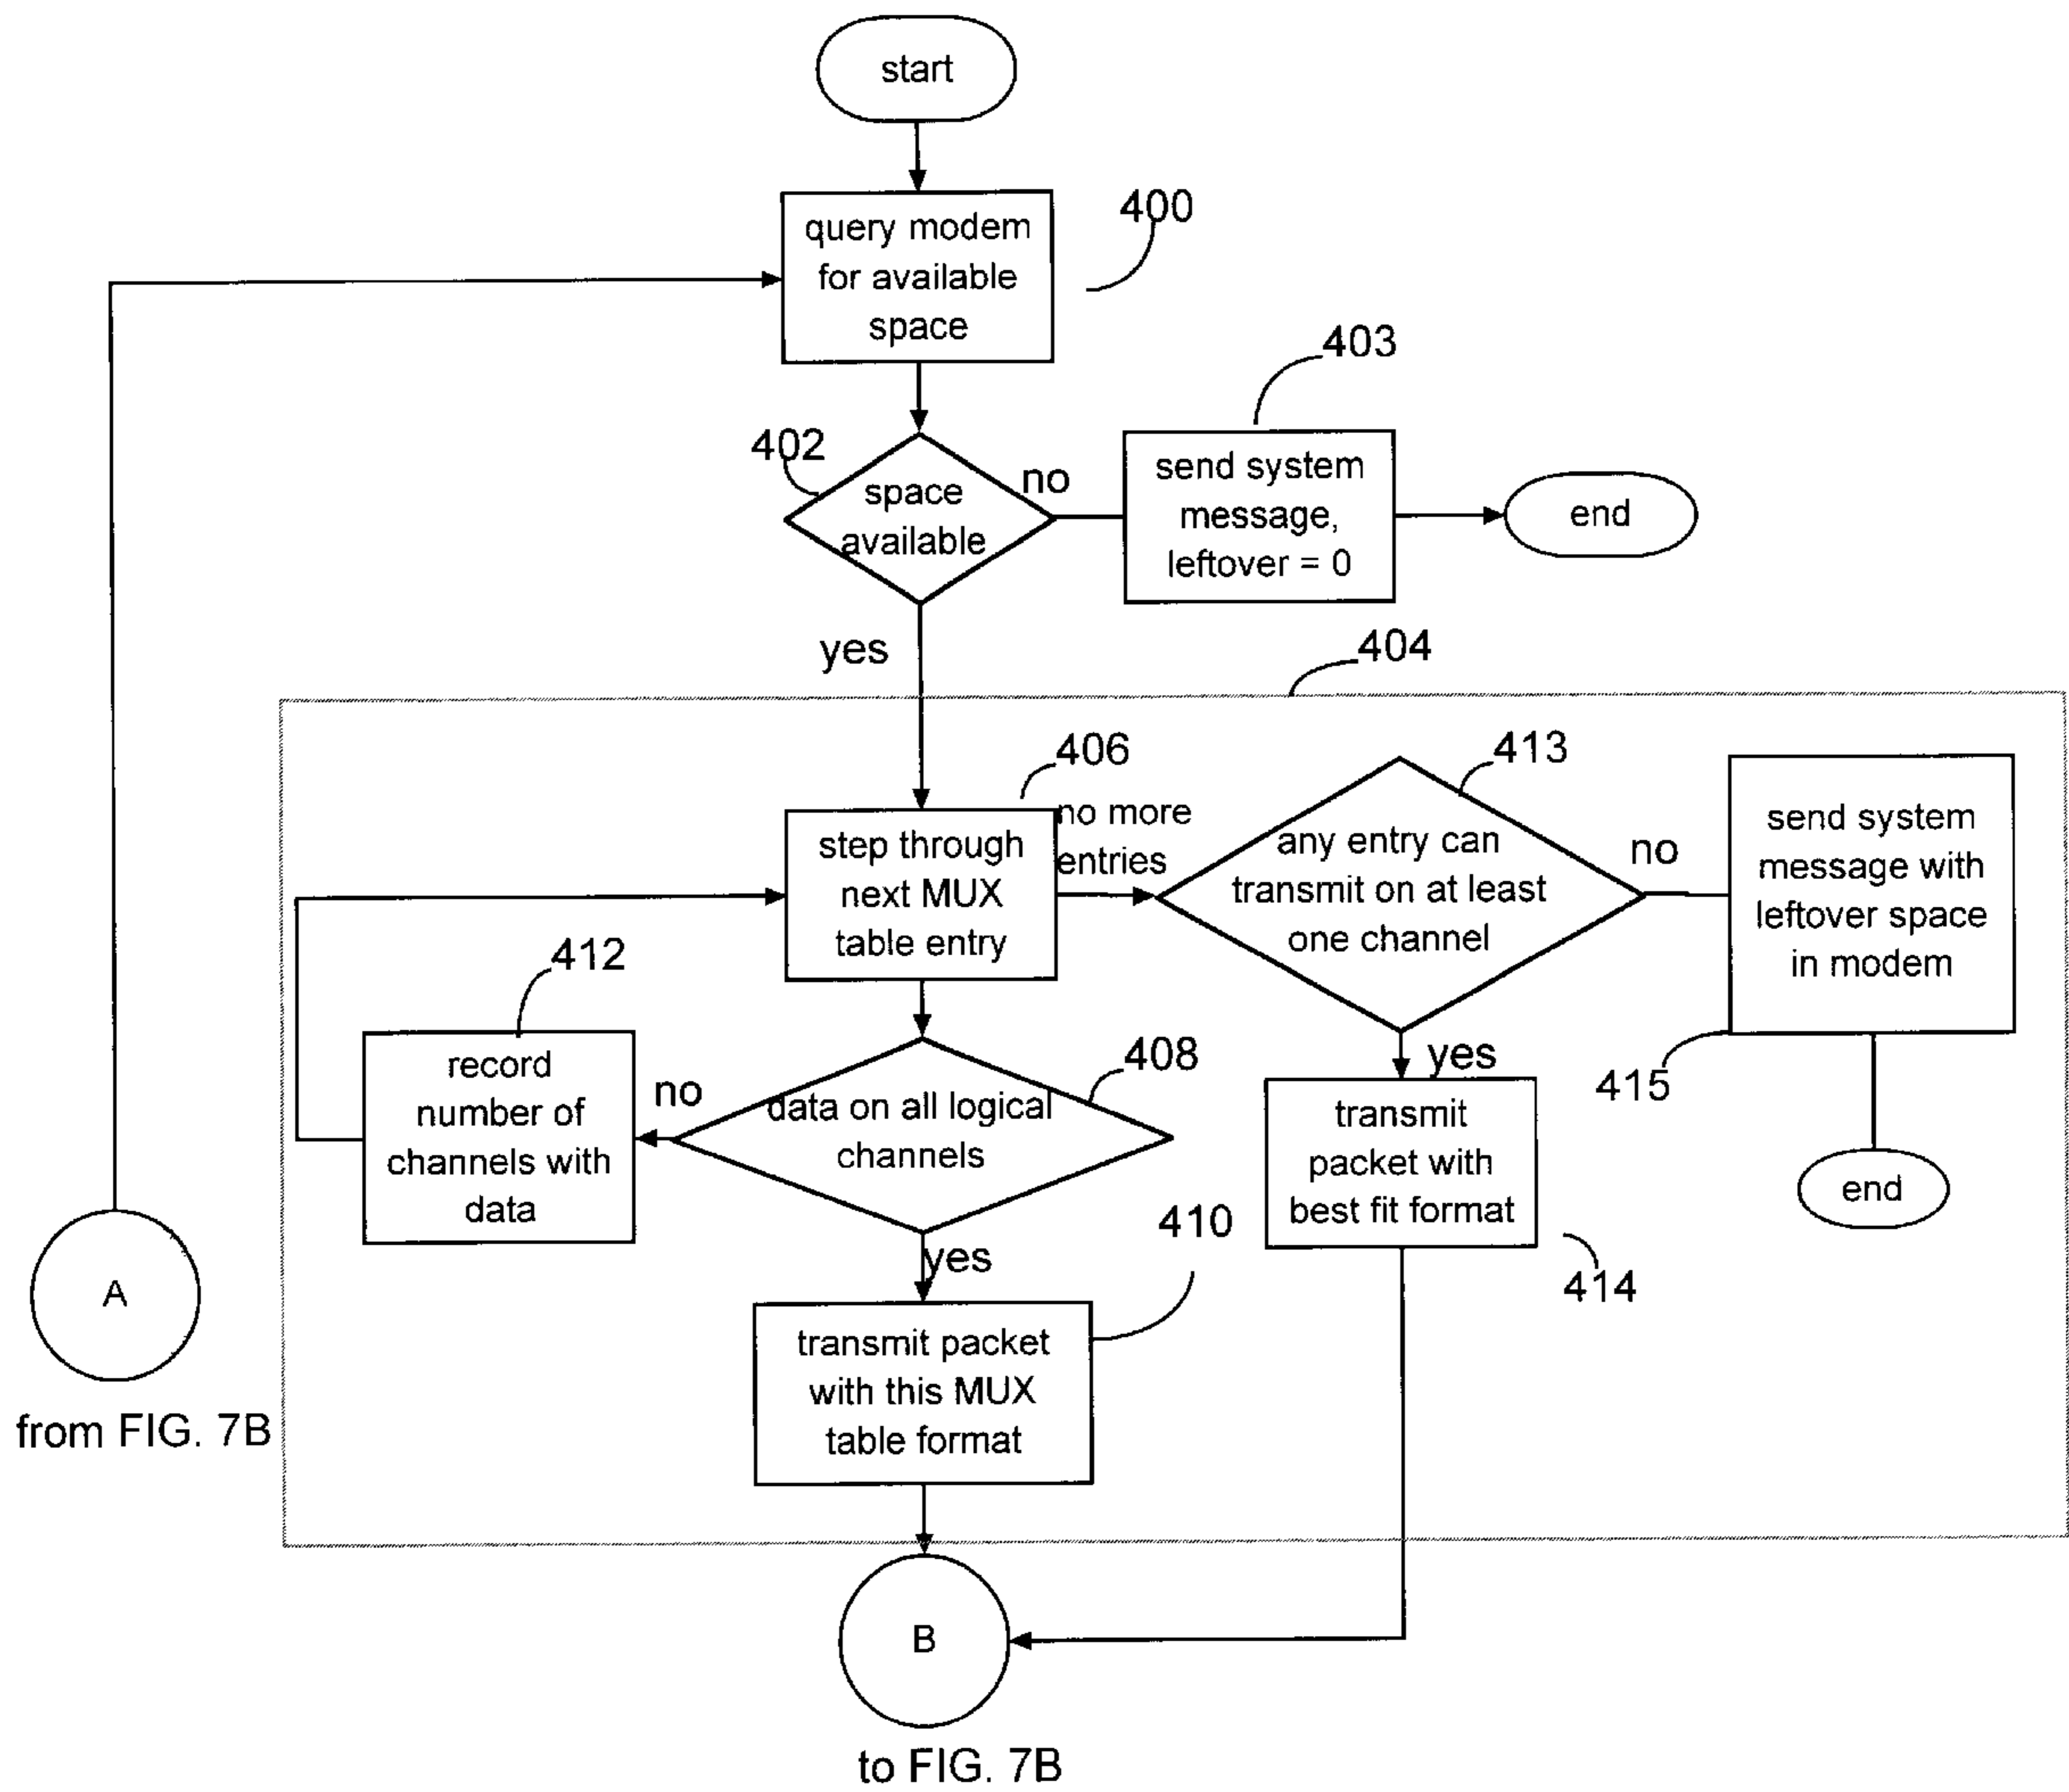 start
400
query modem
for available
space
403
402
space
available
no
send system
message,
leftover = 0
end
yes
404
406
413
step through
next MUX
table entry
no more
entries
any entry can
transmit on at least
one channel
no
send system
message with
leftover space
in modem
412
record
number of
channels with
data
no
408
data on all logical
channels
yes
415
transmit
packet with
best fit format
end
414
yes
410
transmit packet
with this MUX
table format
A
from FIG. 7B
B
to FIG. 7B